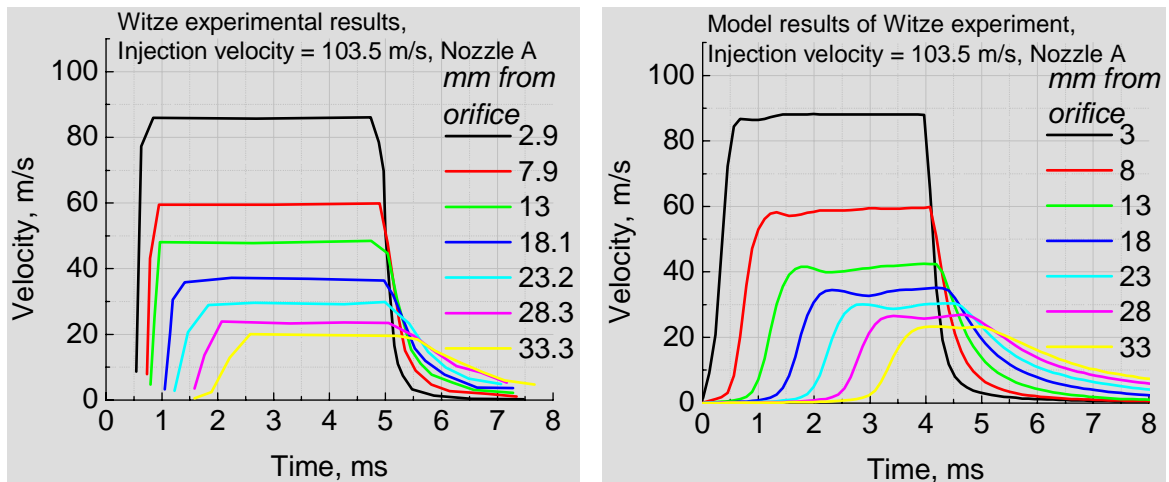 Witze experimental results,
Injection velocity = 103.5 m/s, Nozzle A
mm from
orifice
2.9
7.9
13
18.1
23.2
28.3
33.3
100
80
60
40
20
0
Velocity, m/s
0 1 2 3 4 5 6 7 8
Time, ms
Model results of Witze experiment,
Injection velocity = 103.5 m/s, Nozzle A
mm from
orifice
3
8
13
18
23
28
33
100
80
60
40
20
0
Velocity, m/s
0 1 2 3 4 5 6 7 8
Time, ms